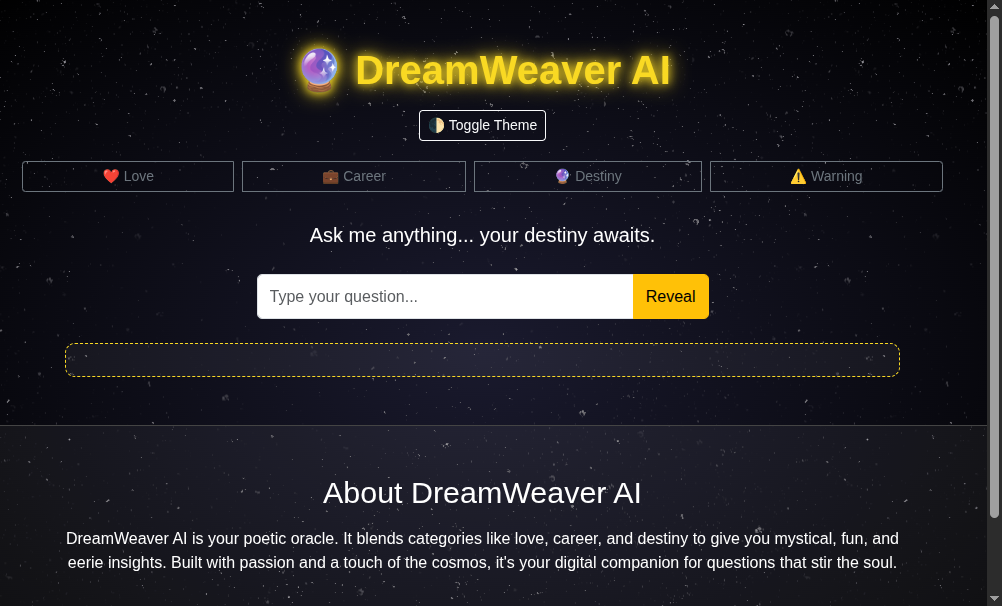 🔮 DreamWeaver AI
🌓 Toggle Theme
❤️ Love
💼 Career
🔮 Destiny
⚠️ Warning
Ask me anything... your destiny awaits.
Type your question...
Reveal
About DreamWeaver AI
DreamWeaver AI is your poetic oracle. It blends categories like love, career, and destiny to give you mystical, fun, and
eerie insights. Built with passion and a touch of the cosmos, it's your digital companion for questions that stir the soul.